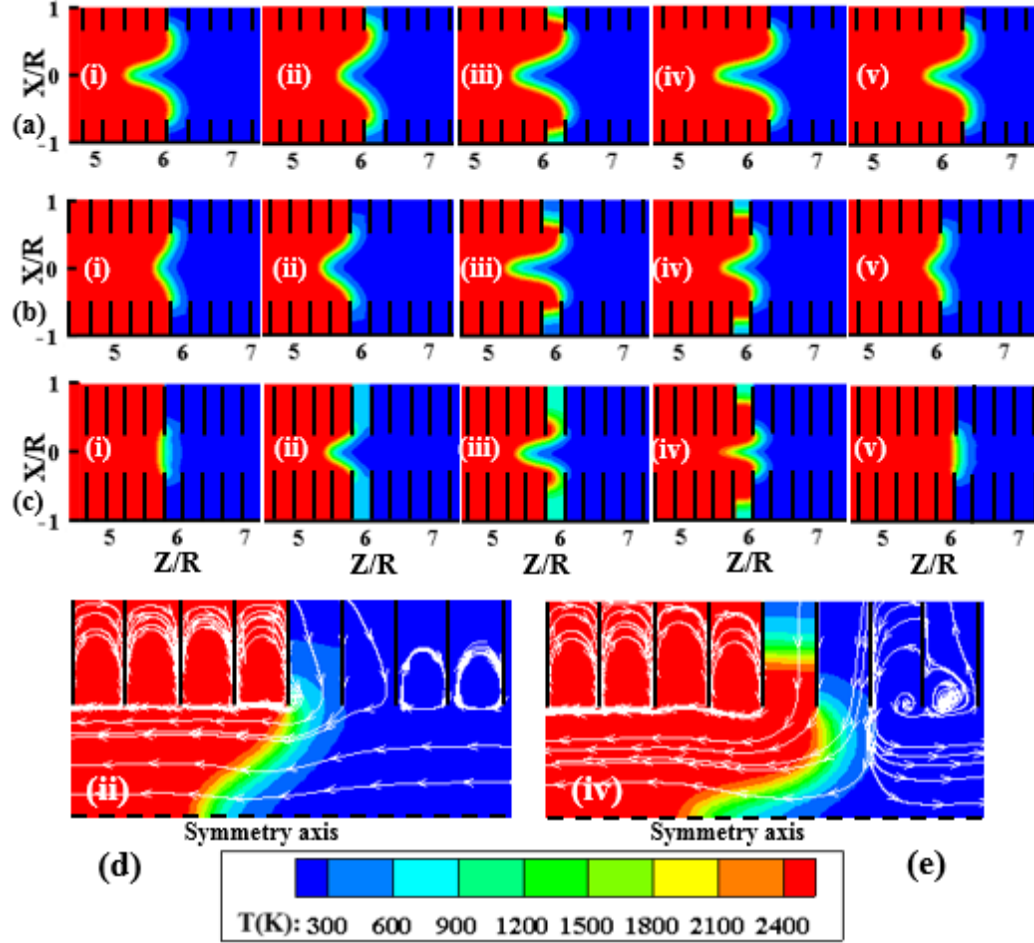 1
X/R
0
(a)
-1
(i)
(ii)
(iii)
(iv)
(v)
5 6 7 5 6 7 5 6 7 5 6 7 5 6 7
1
X/R
0
(b)
-1
(i)
(ii)
(iii)
(iv)
(v)
5 6 7 5 6 7 5 6 7 5 6 7 5 6 7
1
X/R
0
(c)
-1
(i)
(ii)
(iii)
(iv)
(v)
5 6 7 5 6 7 5 6 7 5 6 7 5 6 7
Z/R Z/R Z/R Z/R Z/R
(ii)
(iv)
Symmetry axis
Symmetry axis
(d)
(e)
T(K): 300 600 900 1200 1500 1800 2100 2400